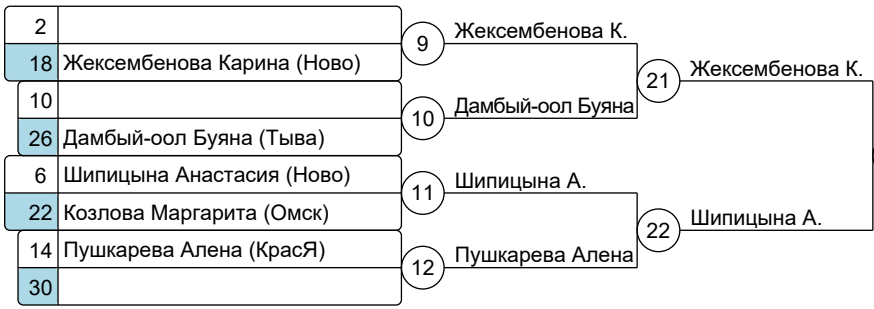 2
18 Жексембенова Карина (Ново)
10
26 Дамбый-оол Буяна (Тыва)
6 Шипицына Анастасия (Ново)
22 Козлова Маргарита (Омск)
14 Пушкарева Алена (КрасЯ)
30
9 Жексембенова К.
10 Дамбый-оол Буяна
11 Шипицына А.
12 Пушкарева Алена
21 Жексембенова К.
22 Шипицына А.